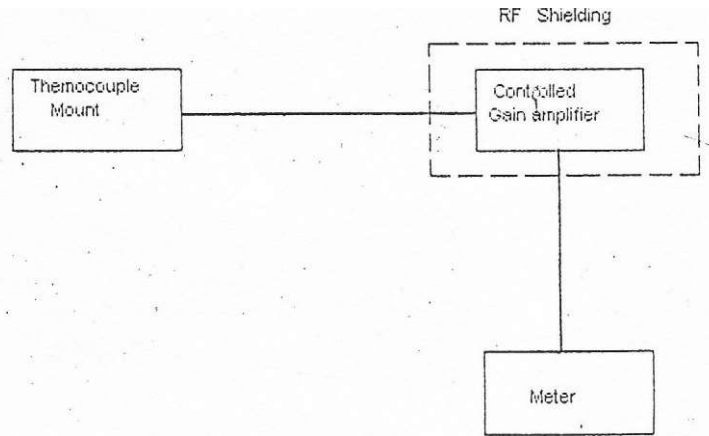 RF Shielding
Themocouple
Mount
Controlled
Gain amplifier
Meter